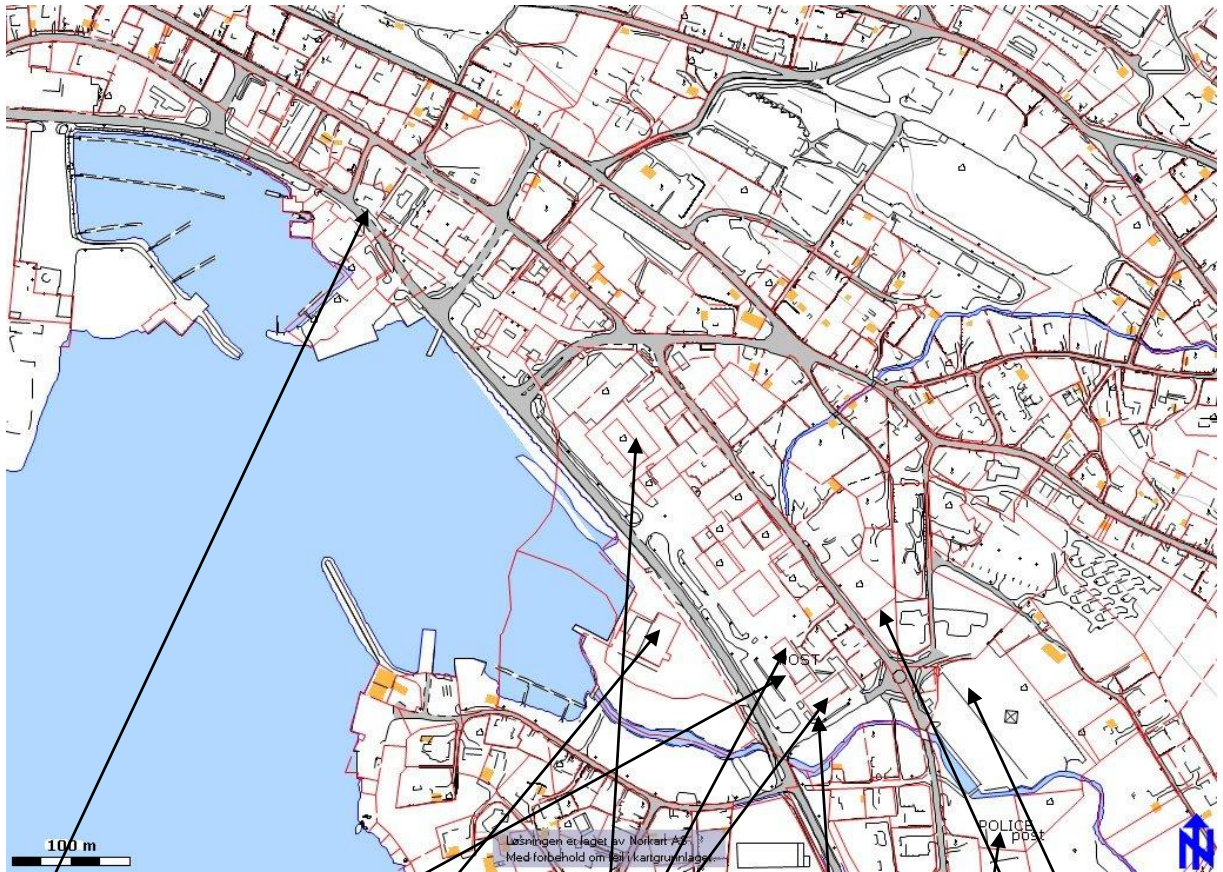 POST
POLICE
post
100 m
Løsningen er laget av Norkart AS
Med forbehold om feil i kartgrunnlaget
N